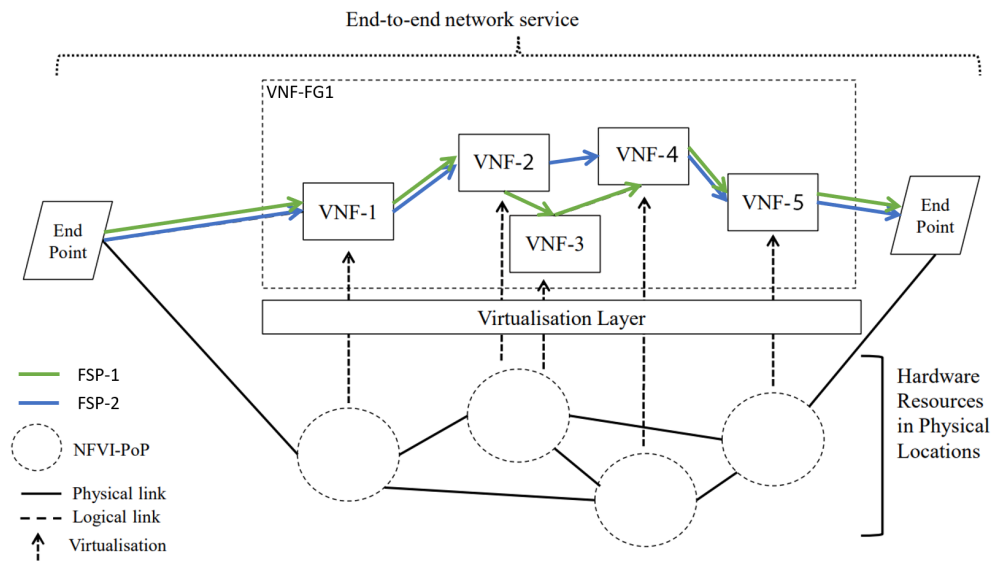 End-to-end network service
VNF-FG1
VNF-2
VNF-4
VNF-1
VNF-5
End
Point
End
Point
VNF-3
Virtualisation Layer
FSP-1
FSP-2
NFVI-PoP
Physical link
Logical link
Virtualisation
Hardware
Resources
in Physical
Locations